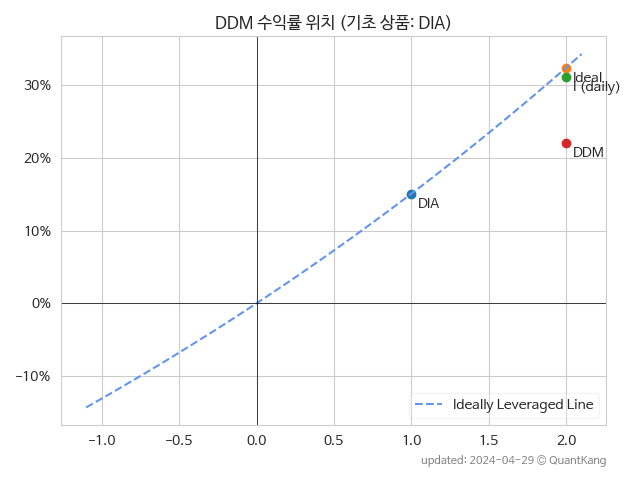 DDM 수익률 위치 (기초 상품: DIA)
30%
20%
10%
0%
−10%
Ideal
I (daily)
DDM
DIA
Ideally Leveraged Line
−1.0 −0.5 0.0 0.5 1.0 1.5 2.0
updated: 2024-04-29 © QuantKang